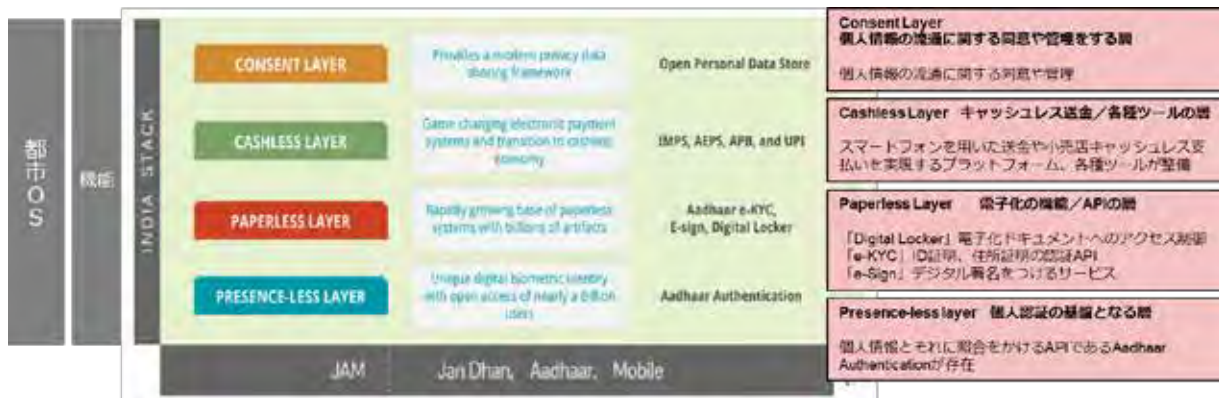 都市OS
機能
INDIA STACK
CONSENT LAYER
Provides a modern privacy data
sharing framework
Open Personal Data Store
CASHLESS LAYER
Game changing electronic payment
systems and transition to cashless
economy
IMPS, AEPS, APB, and UPI
PAPERLESS LAYER
Rapidly growing base of paperless
systems with billions of artifacts
Aadhaar e-KYC,
E-sign, Digital Locker
PRESENCE-LESS LAYER
Unique digital biometric identity
with open access of nearly a billion
users
Aadhaar Authentication
JAM
Jan Dhan, Aadhaar, Mobile
Consent Layer
個人情報の流通に関する同意や管理をする層
個人情報の流通に関する同意や管理
Cashless Layer キャッシュレス送金／各種ツールの層
スマートフォンを用いた送金や小売店キャッシュレス支
払いを実現するプラットフォーム、各種ツールが整備
Paperless Layer 電子化の機能／APIの層
「Digital Locker」電子化ドキュメントへのアクセス制御
「e-KYC」ID証明、住所証明の認証API
「e-Sign」デジタル署名をつけるサービス
Presence-less layer 個人認証の基盤となる層
個人情報とそれに照合をかけるAPIであるAadhaar
Authenticationが存在